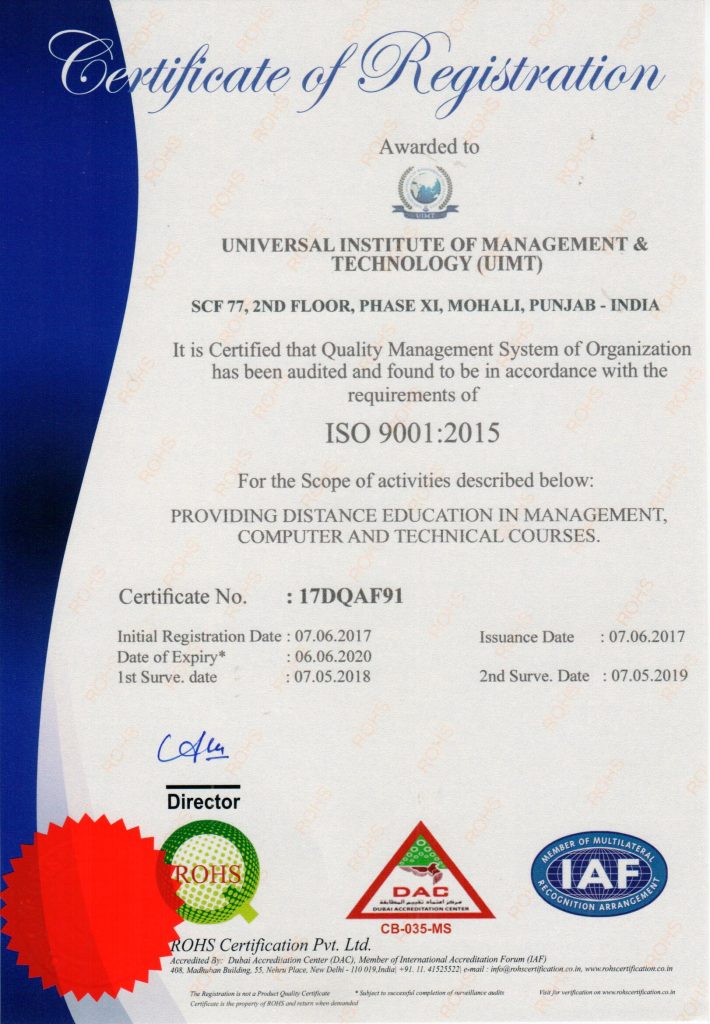 Certificate of Registration
Awarded to
UIMT
UNIVERSAL INSTITUTE OF MANAGEMENT &
TECHNOLOGY (UIMT)
SCF 77, 2ND FLOOR, PHASE XI, MOHALI, PUNJAB - INDIA
It is Certified that Quality Management System of Organization
has been audited and found to be in accordance with the
requirements of
ISO 9001:2015
For the Scope of activities described below:
PROVIDING DISTANCE EDUCATION IN MANAGEMENT,
COMPUTER AND TECHNICAL COURSES.
Certificate No. : 17DQAF91
Initial Registration Date : 07.06.2017 Issuance Date : 07.06.2017
Date of Expiry* : 06.06.2020
1st Surve. date : 07.05.2018 2nd Surve. Date : 07.05.2019
Director
ROHS
DAC
مركز اعتماد تقييم المطابقة
DUBAI ACCREDITATION CENTER
CB-035-MS
MEMBER OF MULTILATERAL
IAF
RECOGNITION ARRANGEMENT
ROHS Certification Pvt. Ltd.
Accredited By: Dubai Accreditation Center (DAC), Member of International Accreditation Forum (IAF)
408, Madhuban Building, 55, Nehru Place, New Delhi - 110 019,India| +91. 11. 41525522| e-mail : info@rohscertification.co.in, www.rohscertification.co.in
The Registration is not a Product Quality Certificate * Subject to successful completion of surveillance audits Visit for verification on www.rohscertification.co.in
Certificate is the property of ROHS and return when demanded